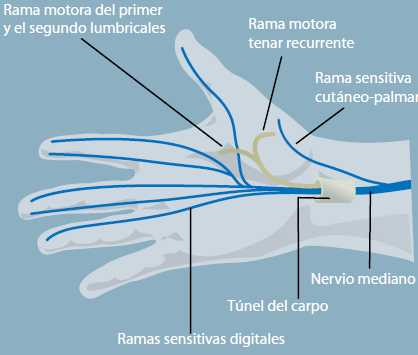 Rama motora del primer
y el segundo lumbricales
Rama motora
tenar recurrente
Rama sensitiva
cutáneo-palmar
Nervio mediano
Túnel del carpo
Ramas sensitivas digitales